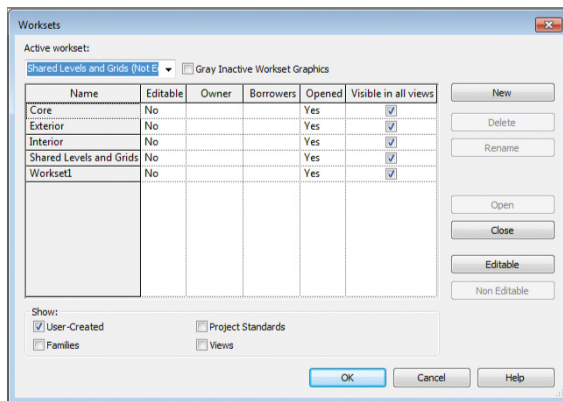 Worksets
Active workset:
Shared Levels and Grids (Not E
Gray Inactive Workset Graphics
Name Editable Owner Borrowers Opened Visible in all views
Core No Yes
Exterior No Yes
Interior No Yes
Shared Levels and Grids No Yes
Workset1 No Yes
New
Delete
Rename
Open
Close
Editable
Non Editable
Show:
User-Created Project Standards
Families Views
OK Cancel Help